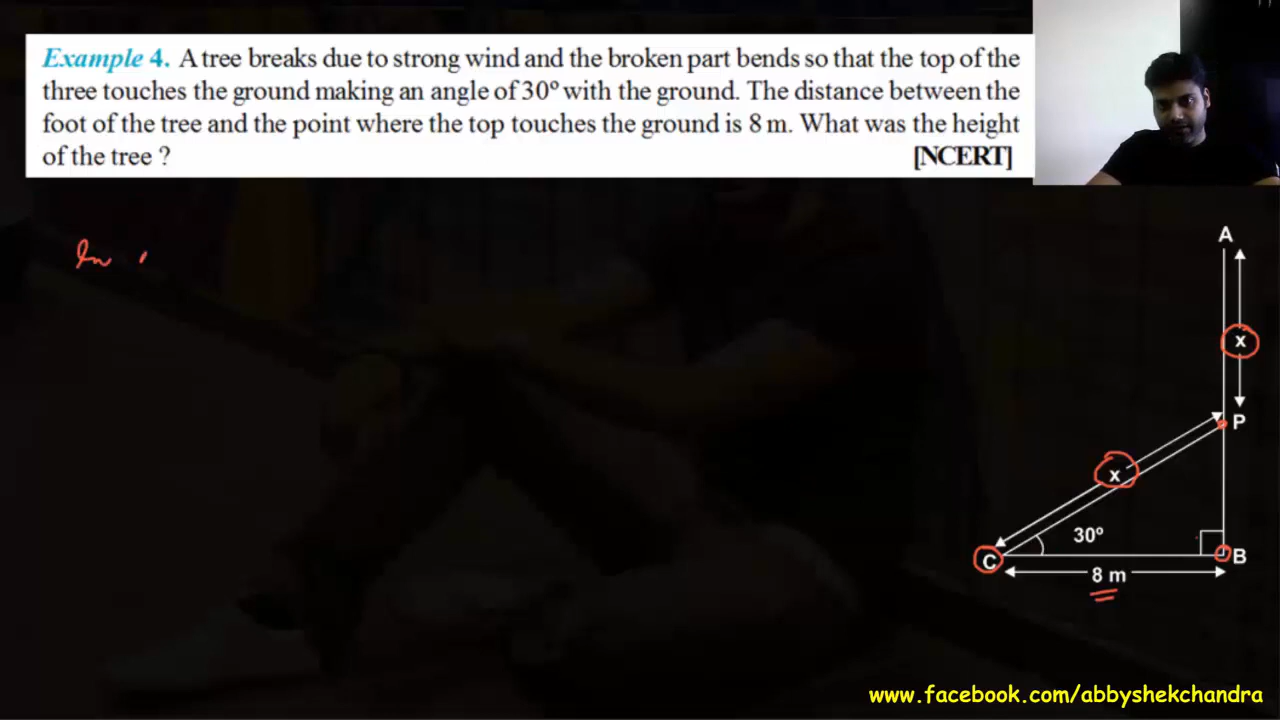 Example 4. A tree breaks due to strong wind and the broken part bends so that the top of the
three touches the ground making an angle of 30° with the ground. The distance between the
foot of the tree and the point where the top touches the ground is 8 m. What was the height
of the tree ? [NCERT]
In
A
x
P
x
30°
C
B
8 m
www.facebook.com/abbyshekchandra